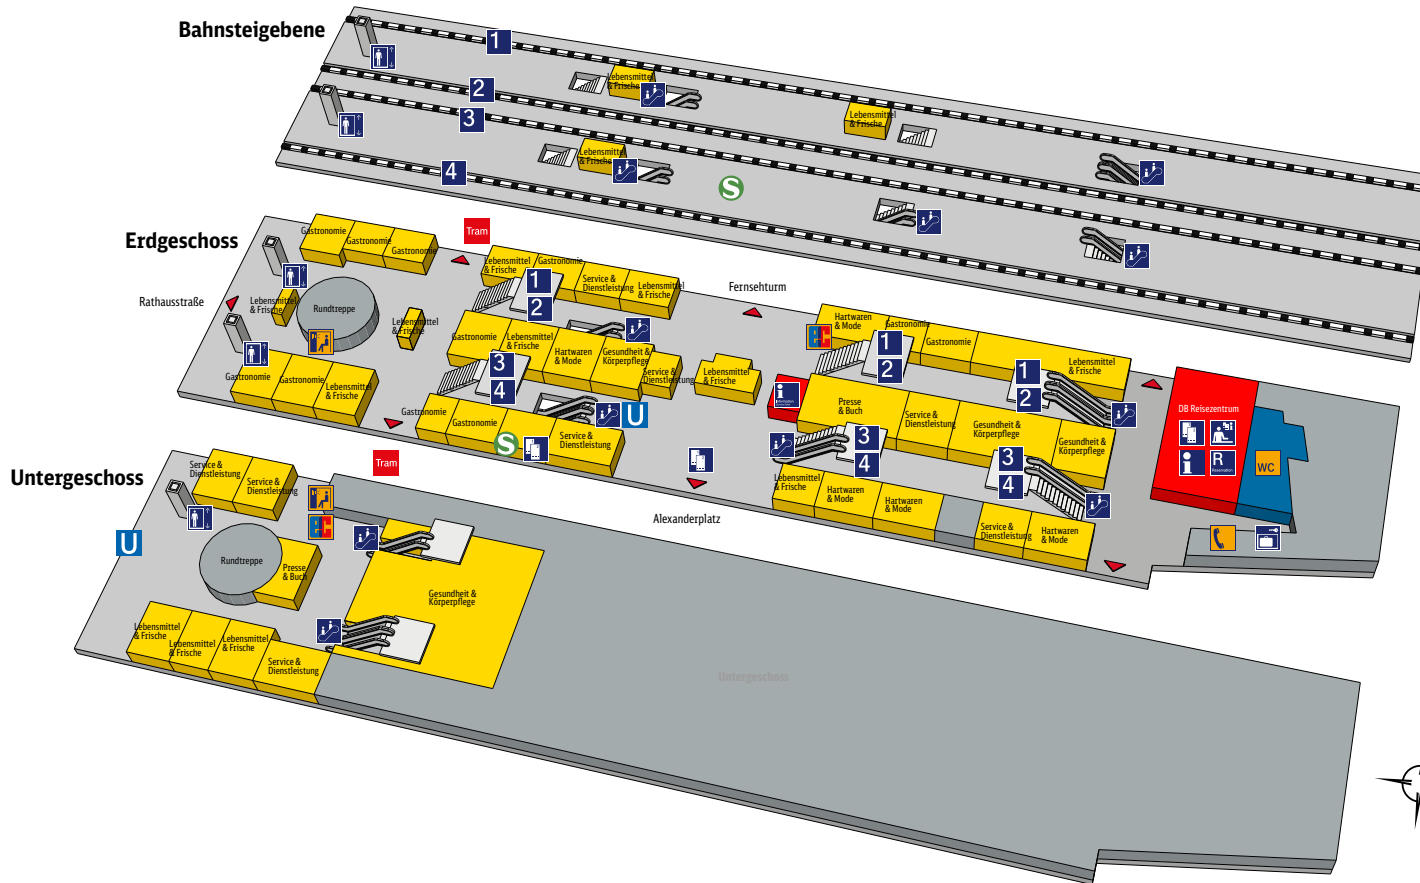 Bahnsteigebene
1
2
3
4
Lebensmittel
& Frische
Lebensmittel
& Frische
Lebensmittel
& Frische
S
Erdgeschoss
Rathausstraße
Fernsehturm
Alexanderplatz
Tram
Gastronomie
Gastronomie
Gastronomie
Lebensmittel
& Frische
Rundtreppe
Lebensmittel
& Frische
Gastronomie
Gastronomie
Lebensmittel
& Frische
Lebensmittel
& Frische
Gastronomie
Service &
Dienstleistung
Lebensmittel
& Frische
1
2
Gastronomie
Lebensmittel
& Frische
Hartwaren
& Mode
Gesundheit &
Körperpflege
Service &
Dienstleistung
3
4
Gastronomie
Gastronomie
Service &
Dienstleistung
S
U
Lebensmittel
& Frische
Hartwaren
& Mode
Gastronomie
Gastronomie
Lebensmittel
& Frische
EC
1
2
1
2
i
Information
Presse
& Buch
Service &
Dienstleistung
Gesundheit &
Körperpflege
Gesundheit &
Körperpflege
3
4
3
4
Lebensmittel
& Frische
Hartwaren
& Mode
Hartwaren
& Mode
Service &
Dienstleistung
Hartwaren
& Mode
DB Reisezentrum
i
R
Reservation
WC
Tram
Untergeschoss
U
Service &
Dienstleistung
Service &
Dienstleistung
EC
Rundtreppe
Presse
& Buch
Gesundheit &
Körperpflege
Lebensmittel
& Frische
Lebensmittel
& Frische
Lebensmittel
& Frische
Service &
Dienstleistung
Untergeschoss